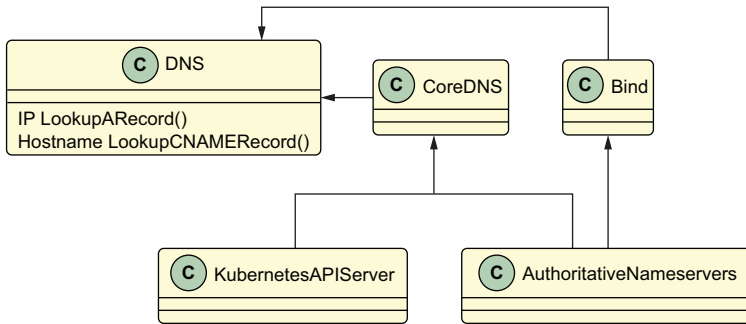 C DNS
IP LookupARecord()
Hostname LookupCNAMERecord()
C CoreDNS
C Bind
C KubernetesAPIServer
C AuthoritativeNameservers